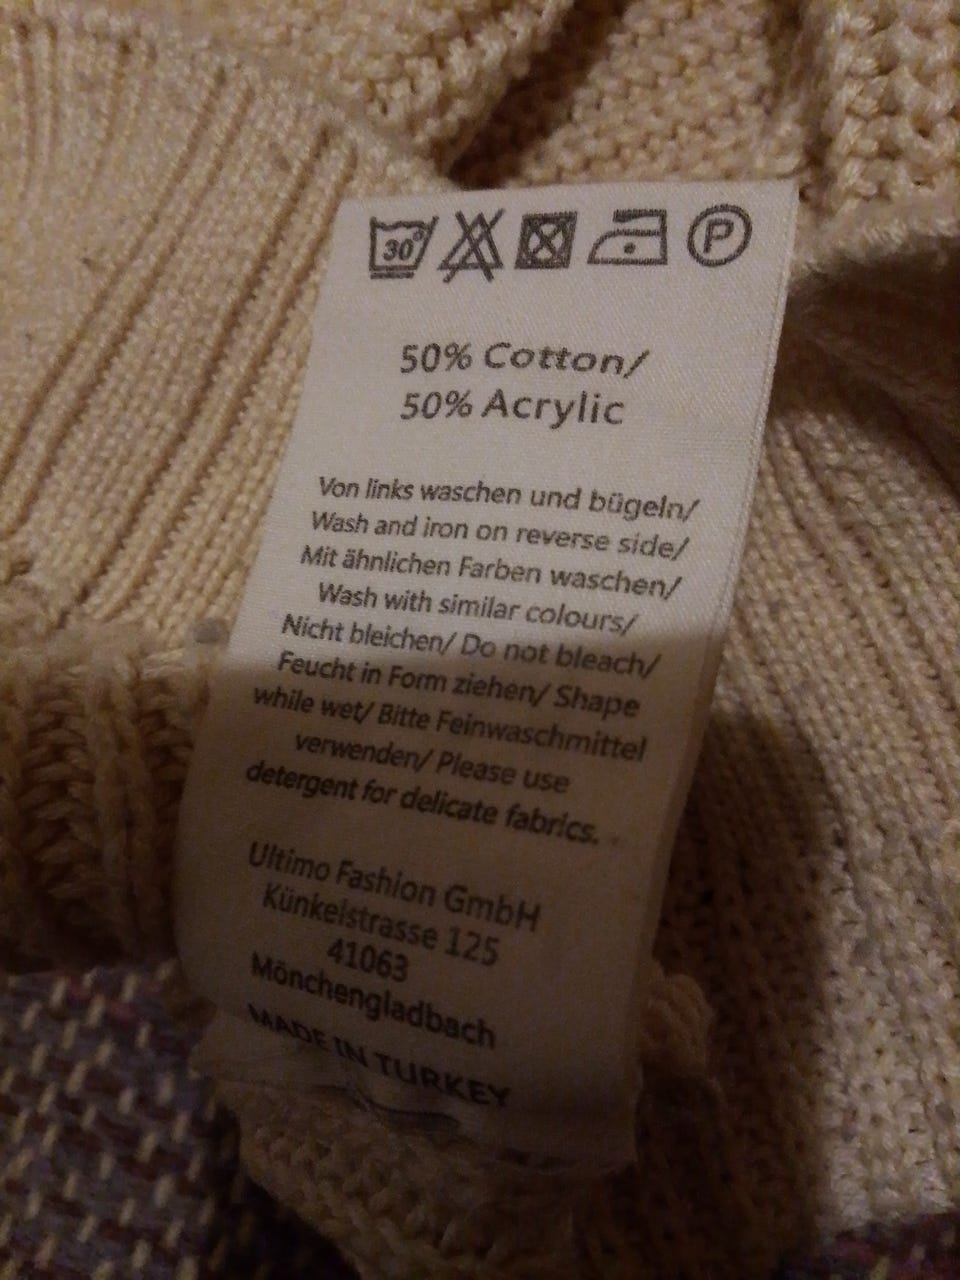 30°
P
50% Cotton/
50% Acrylic
Von links waschen und bügeln/
Wash and iron on reverse side/
Mit ähnlichen Farben waschen/
Wash with similar colours/
Nicht bleichen/ Do not bleach/
Feucht in Form ziehen/ Shape
while wet/ Bitte Feinwaschmittel
verwenden/ Please use
detergent for delicate fabrics.
Ultimo Fashion GmbH
Künkelstrasse 125
41063
Mönchengladbach
MADE IN TURKEY